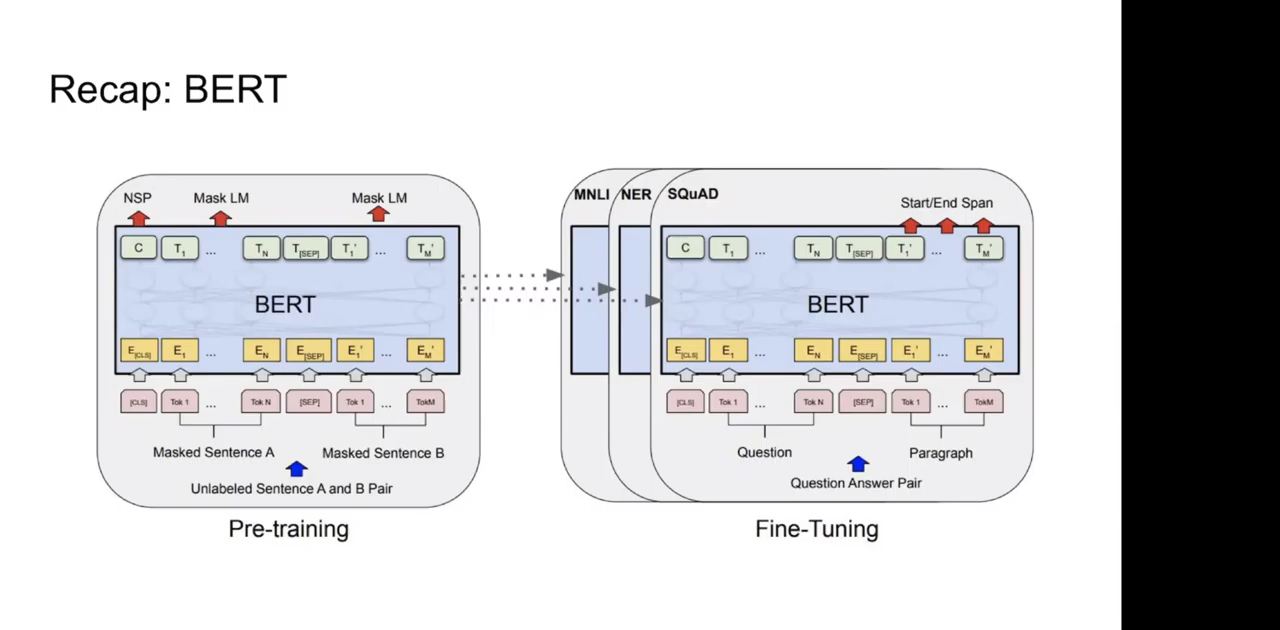 Recap: BERT
NSP Mask LM Mask LM
C T1 ... TN T[SEP] T1' ... TM'
BERT
E[CLS] E1 ... EN E[SEP] E1' ... EM'
[CLS] Tok 1 ... Tok N [SEP] Tok 1 ... TokM
Masked Sentence A Masked Sentence B
Unlabeled Sentence A and B Pair
Pre-training
MNLI NER SQuAD
Start/End Span
C T1 ... TN T[SEP] T1' ... TM'
BERT
E[CLS] E1 ... EN E[SEP] E1' ... EM'
[CLS] Tok 1 ... Tok N [SEP] Tok 1 ... TokM
Question Paragraph
Question Answer Pair
Fine-Tuning